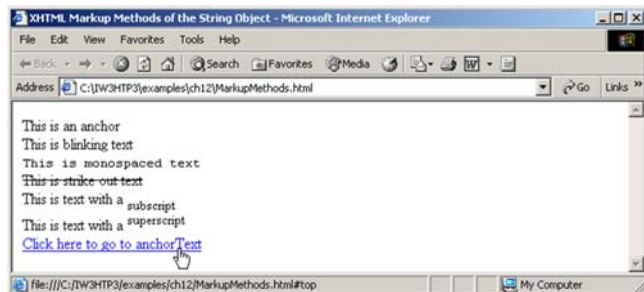 XHTML Markup Methods of the String Object - Microsoft Internet Explorer
File Edit View Favorites Tools Help
Back Search Favorites Media
Address C:\IW3HTP3\examples\ch12\MarkupMethods.html Go Links »
This is an anchor
This is blinking text
This is monospaced text
This is strike out text
This is text with a subscript
This is text with a superscript
Click here to go to anchorText
file:///C:/IW3HTP3/examples/ch12/MarkupMethods.html#top My Computer